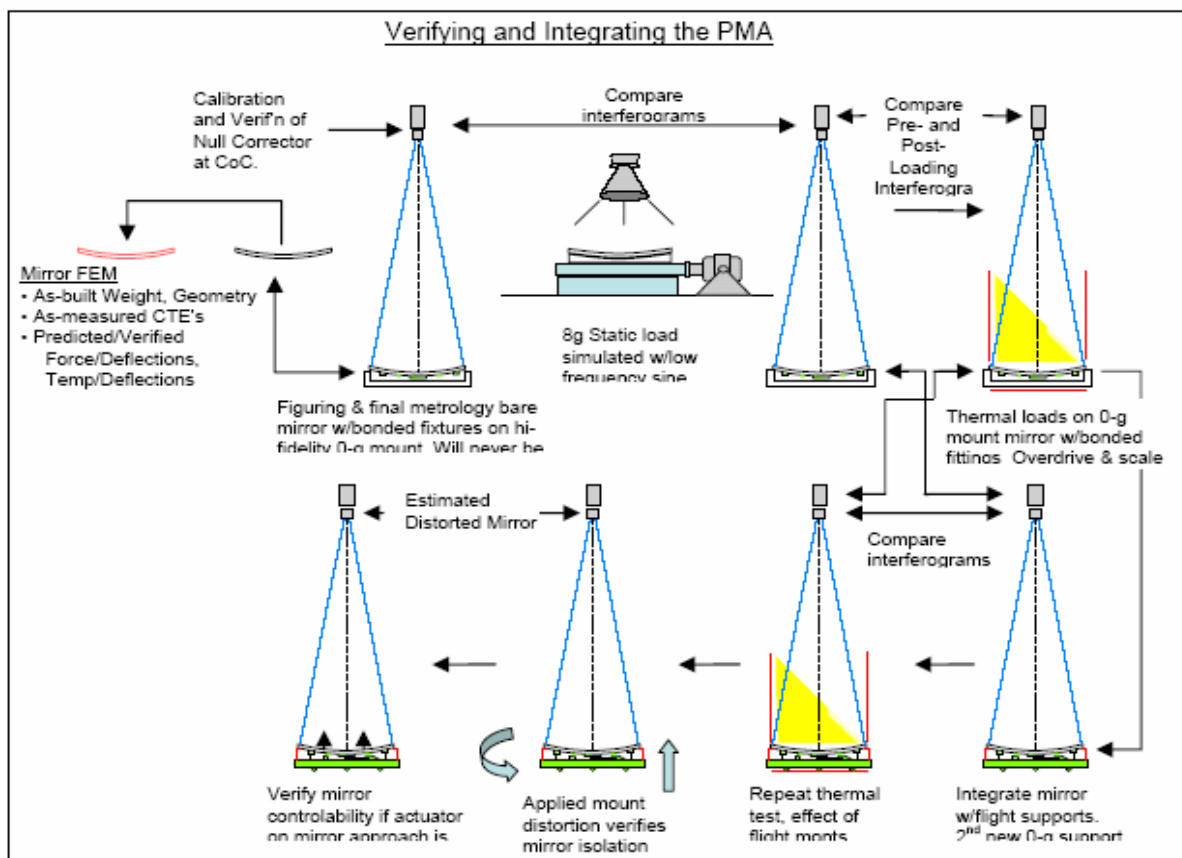 Verifying and Integrating the PMA
Calibration
and Verif'n of
Null Corrector
at CoC.
Compare
interferograms
Compare
Pre- and
Post-
Loading
Interferogra
Mirror FEM
- As-built Weight, Geometry
- As-measured CTE's
- Predicted/Verified
Force/Deflections,
Temp/Deflections
8g Static load
simulated w/low
frequency sine
Figuring & final metrology bare
mirror w/bonded fixtures on hi-
fidelity 0-g mount Will never be
Thermal loads on 0-g
mount mirror w/bonded
fittings Overdrive & scale
Estimated
Distorted Mirror
Compare
interferograms
Verify mirror
controlability if actuator
on mirror approach is
Applied mount
distortion verifies
mirror isolation
Repeat thermal
test, effect of
flight monts
Integrate mirror
w/flight supports.
2nd new 0-g support